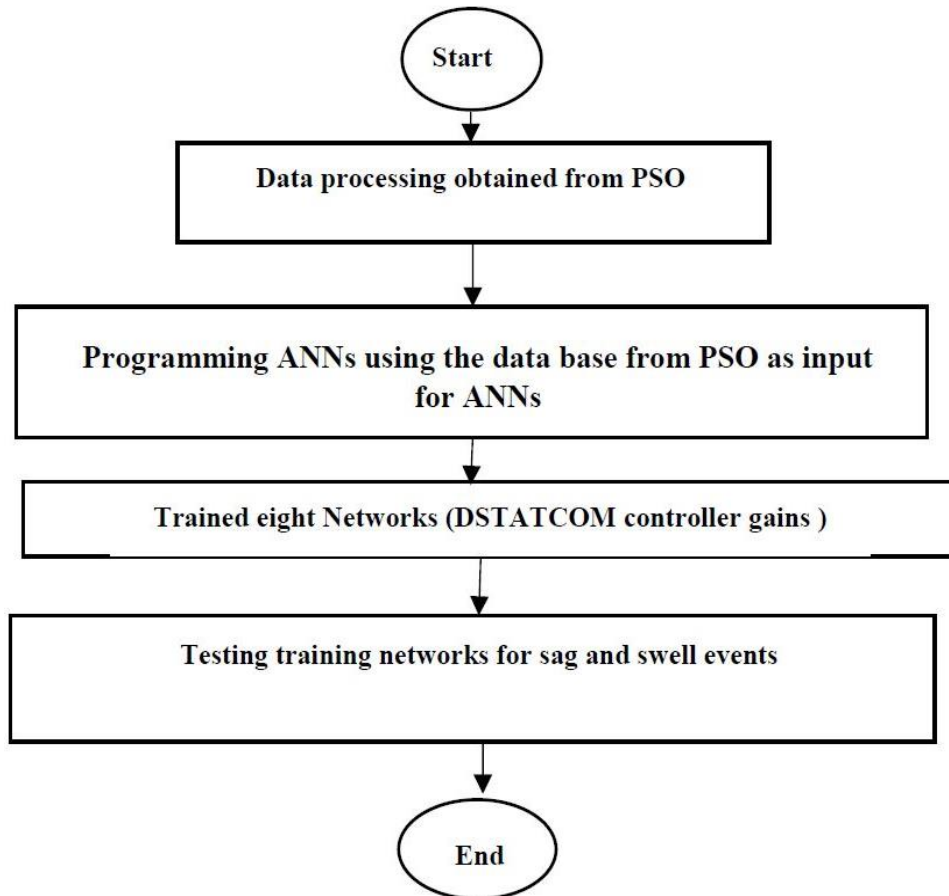 Start
Data processing obtained from PSO
Programming ANNs using the data base from PSO as input
for ANNs
Trained eight Networks (DSTATCOM controller gains )
Testing training networks for sag and swell events
End